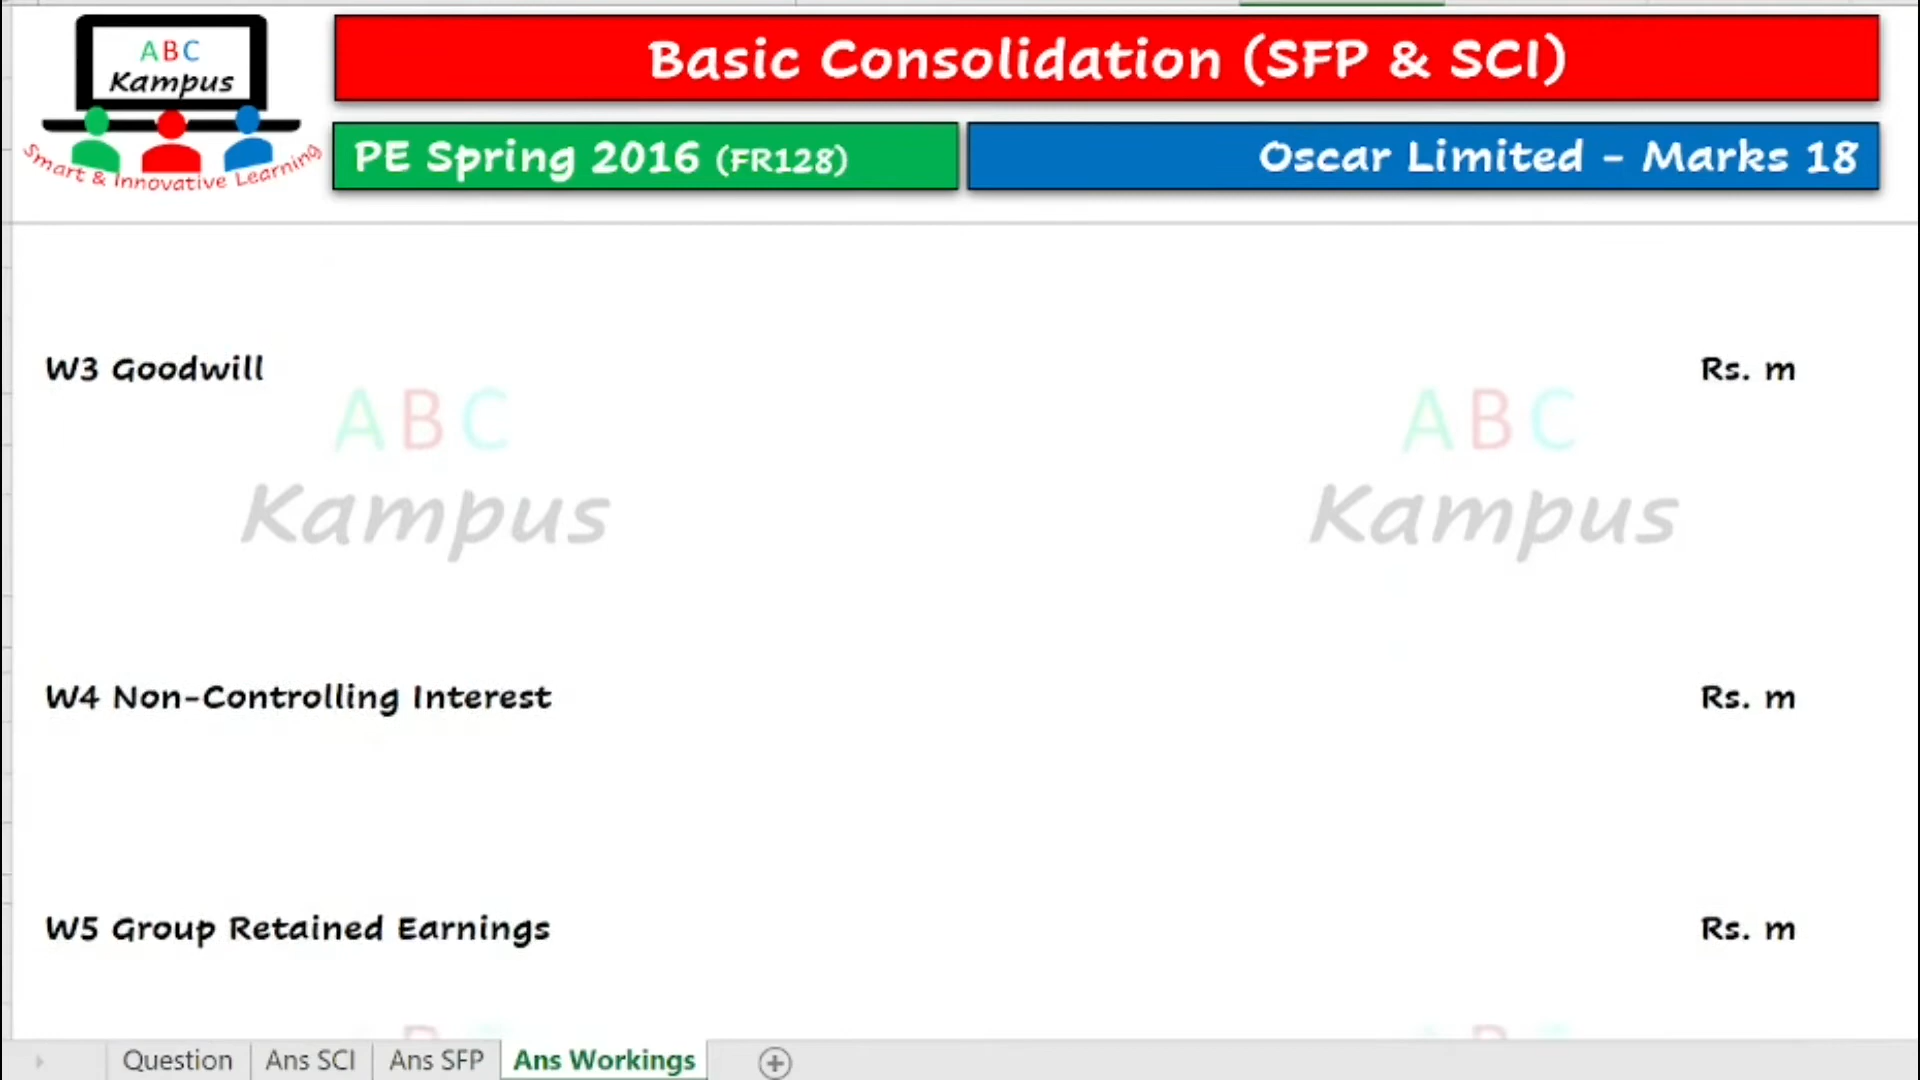 ABC
Kampus
Smart & Innovative Learning
Basic Consolidation (SFP & SCI)
PE Spring 2016 (FR128)
Oscar Limited - Marks 18
W3 Goodwill Rs. m
ABC ABC
Kampus Kampus
W4 Non-Controlling Interest Rs. m
W5 Group Retained Earnings Rs. m
Question Ans SCI Ans SFP Ans Workings